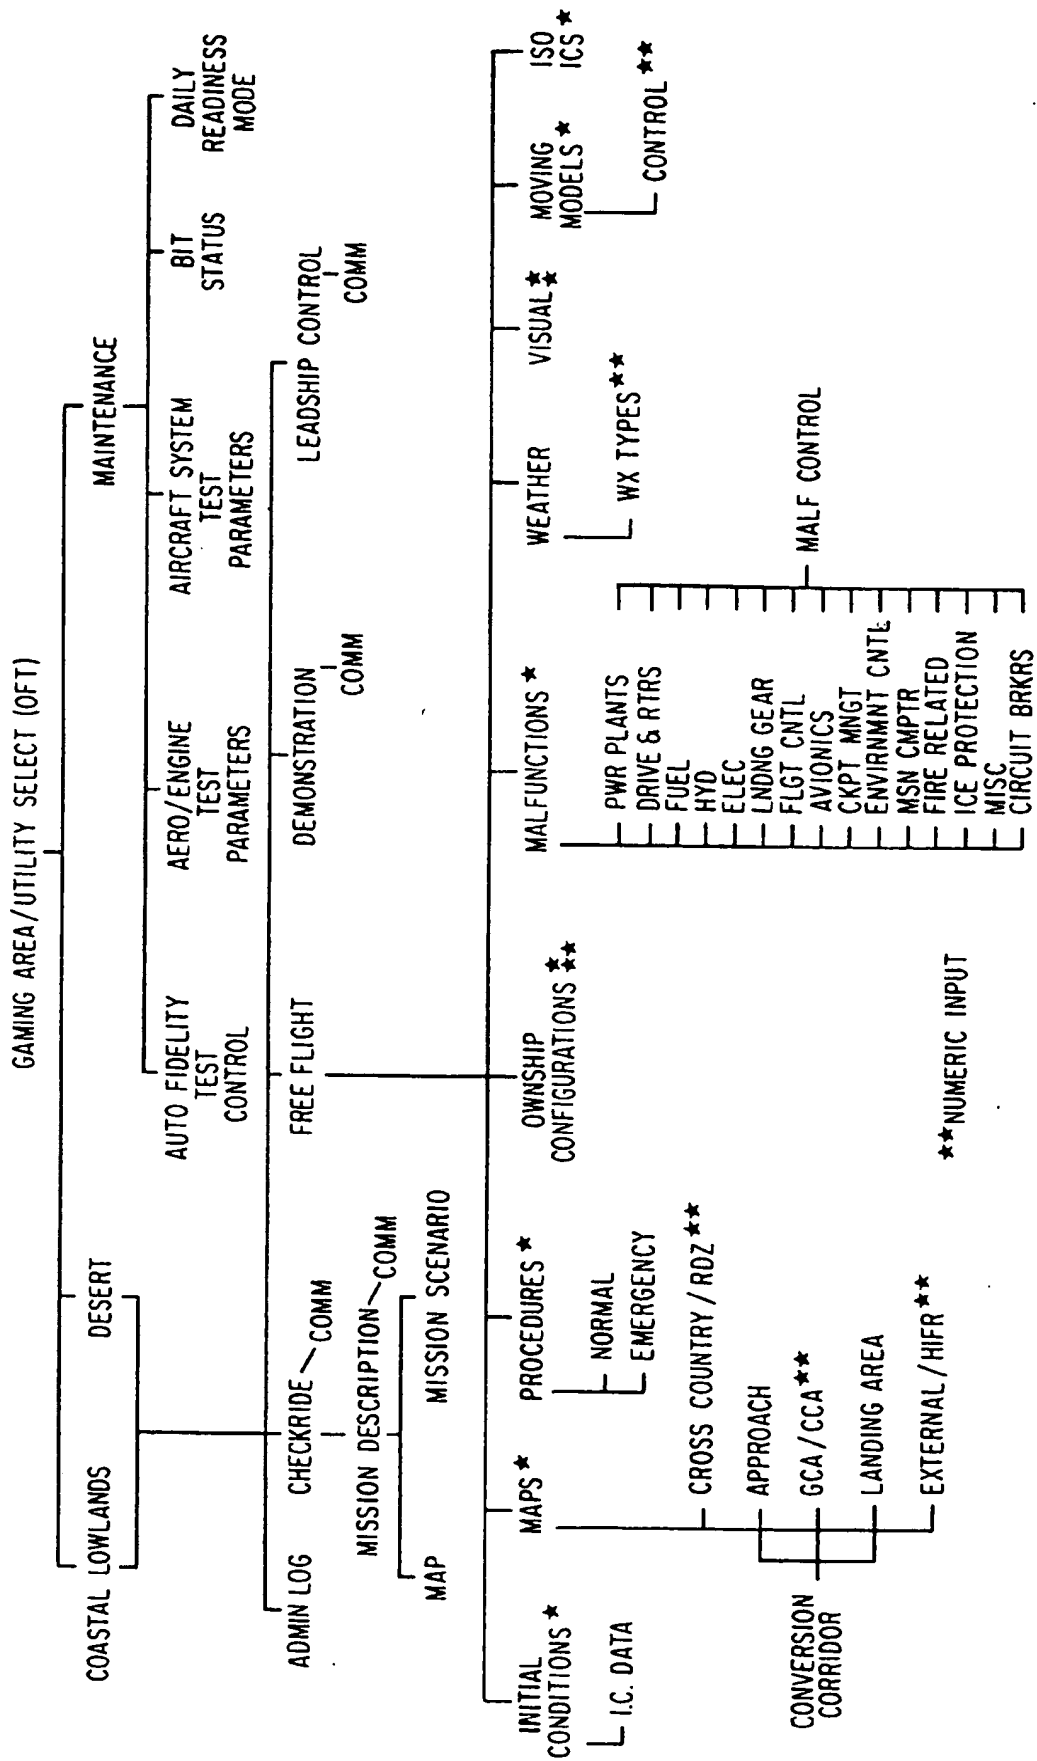 GAMING AREA/UTILITY SELECT (OFT)
COASTAL LOWLANDS
DESERT
MAINTENANCE
AUTO FIDELITY
TEST
CONTROL
AERO/ENGINE
TEST
PARAMETERS
AIRCRAFT SYSTEM
TEST
PARAMETERS
BIT
STATUS
DAILY
READINESS
MODE
ADMIN LOG
CHECKRIDE
COMM
FREE FLIGHT
DEMONSTRATION
COMM
LEADSHIP CONTROL
COMM
MISSION DESCRIPTION
COMM
MAP
MISSION SCENARIO
INITIAL
CONDITIONS★
I.C. DATA
MAPS★
CROSS COUNTRY/RDZ★★
APPROACH
GCA/CCA★★
LANDING AREA
EXTERNAL/HIFR★★
CONVERSION
CORRIDOR
PROCEDURES★
NORMAL
EMERGENCY
OWNSHIP
CONFIGURATIONS★★★
MALFUNCTIONS★
PWR PLANTS
DRIVE & RTRS
FUEL
HYD
ELEC
LNDNG GEAR
FLGT CNTL
AVIONICS
CKPT MNGT
ENVIRNMNT CNTL
MSN CMPTR
FIRE RELATED
ICE PROTECTION
MISC
CIRCUIT BRKRS
MALF CONTROL
WEATHER
WX TYPES★★
VISUAL★★
MOVING
MODELS★
CONTROL★★
ISO
ICS★
★★NUMERIC INPUT